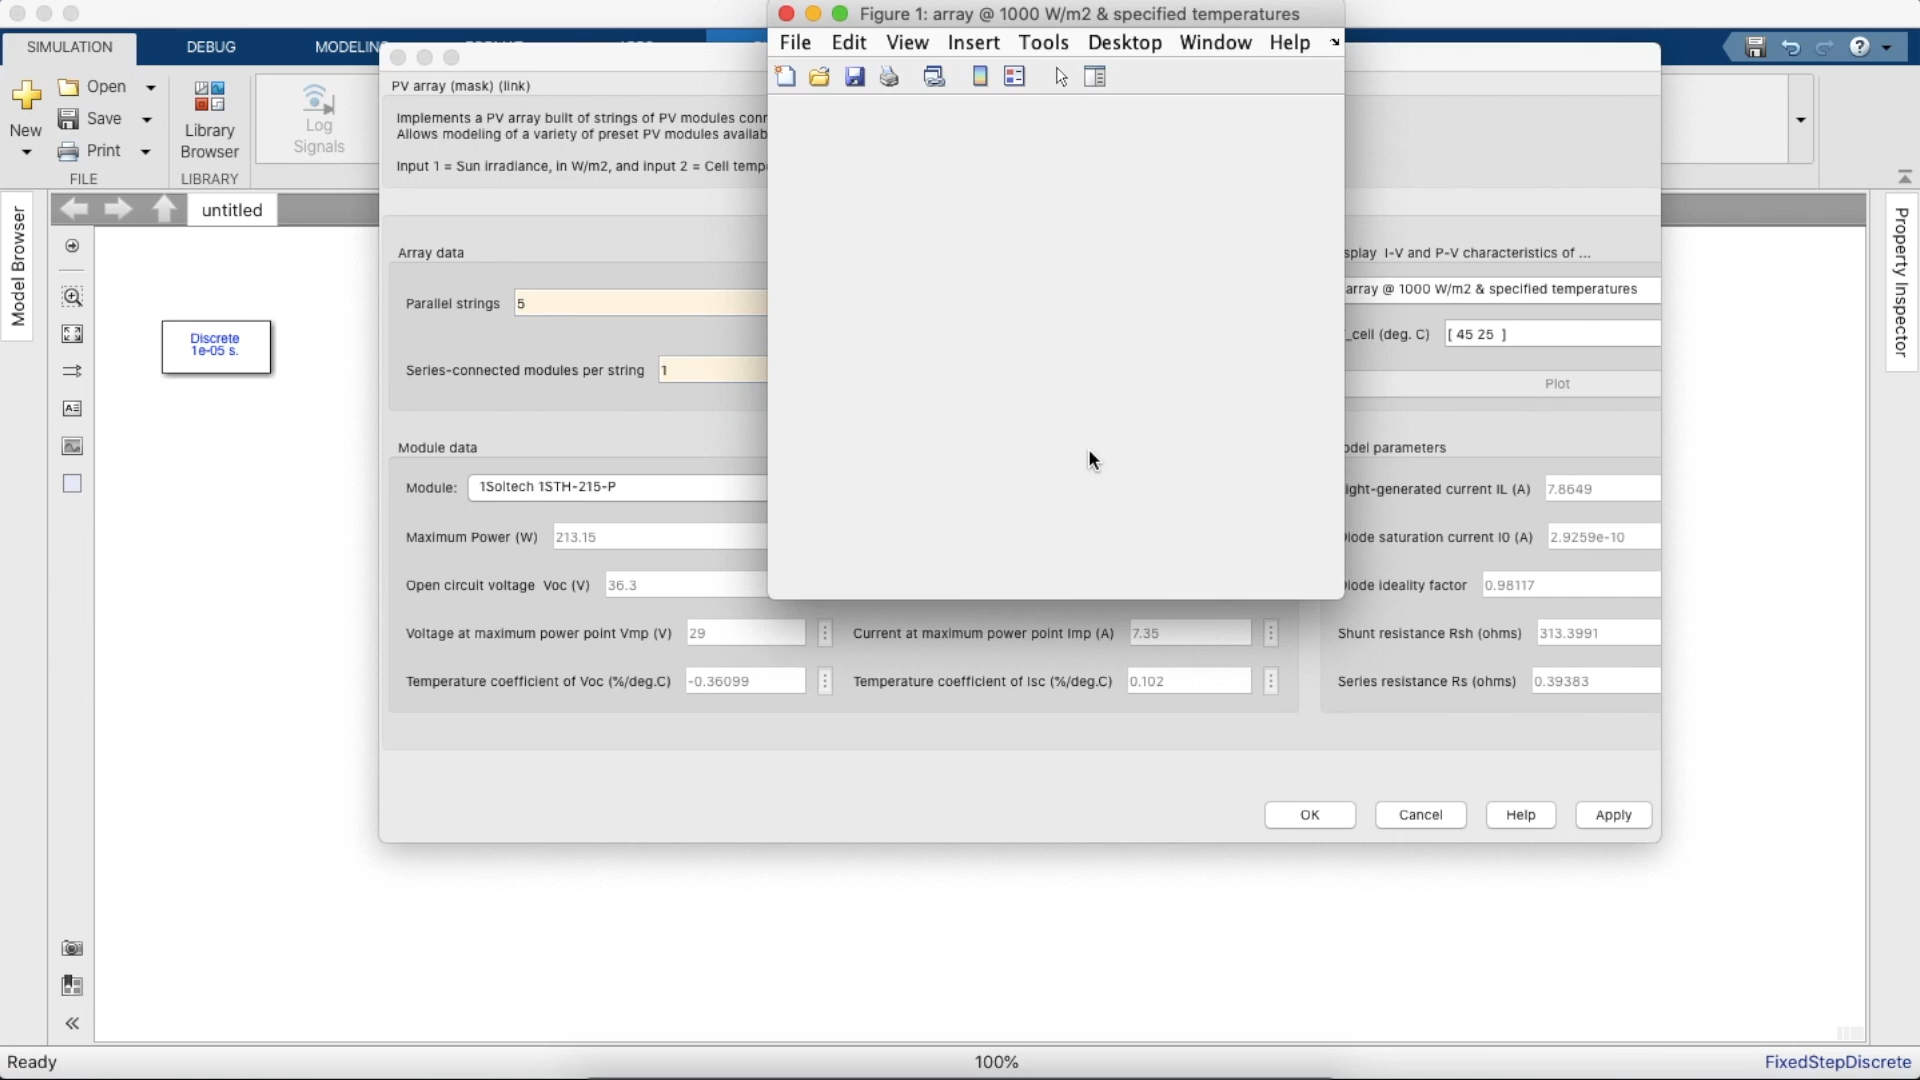 Figure 1: array @ 1000 W/m2 & specified temperatures
File Edit View Insert Tools Desktop Window Help
SIMULATION DEBUG MODELING
New
Open
Save
Print
FILE
Library
Browser
LIBRARY
Log
Signals
Model Browser
untitled
Property Inspector
Discrete
1e-05 s.
PV array (mask) (link)
Implements a PV array built of strings of PV modules
Allows modeling of a variety of preset PV modules
Input 1 = Sun irradiance, in W/m2, and input 2 = Cell
Array data
Parallel strings 5
Series-connected modules per string 1
I-V and P-V characteristics of ...
array @ 1000 W/m2 & specified temperatures
_cell (deg. C) [ 45 25 ]
Plot
Module data
Module: 1Soltech 1STH-215-P
Maximum Power (W) 213.15
Open circuit voltage Voc (V) 36.3
Voltage at maximum power point Vmp (V) 29
Current at maximum power point Imp (A) 7.35
Temperature coefficient of Voc (%/deg.C) -0.36099
Temperature coefficient of Isc (%/deg.C) 0.102
parameters
ight-generated current IL (A) 7.8649
iode saturation current I0 (A) 2.9259e-10
iode ideality factor 0.98117
Shunt resistance Rsh (ohms) 313.3991
Series resistance Rs (ohms) 0.39383
OK Cancel Help Apply
Ready 100% FixedStepDiscrete